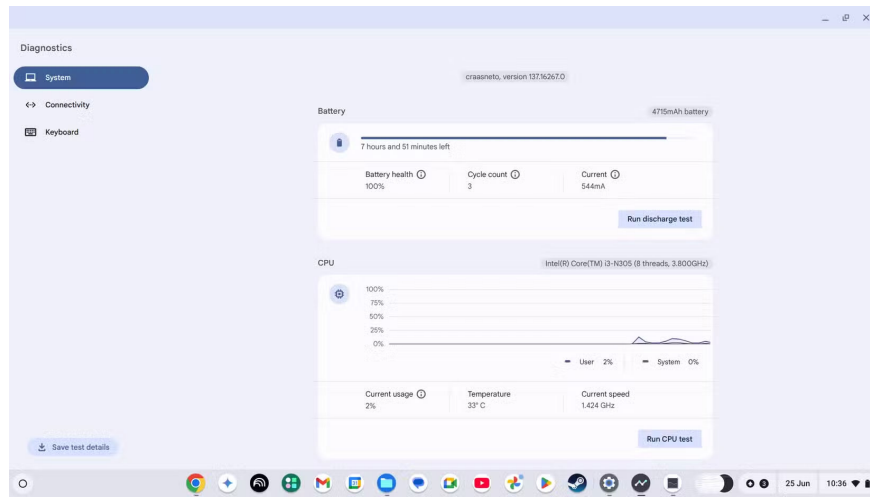 Diagnostics
System
Connectivity
Keyboard
craasneto, version 137.16267.0
Battery
4715mAh battery
7 hours and 51 minutes left
Battery health
Cycle count
Current
100%
3
544mA
Run discharge test
CPU
Intel(R) Core(TM) i3-N305 (8 threads, 3.800GHz)
100%
75%
50%
25%
0%
User 2%
System 0%
Current usage
Temperature
Current speed
2%
33° C
1.424 GHz
Run CPU test
Save test details
25 Jun
10:36